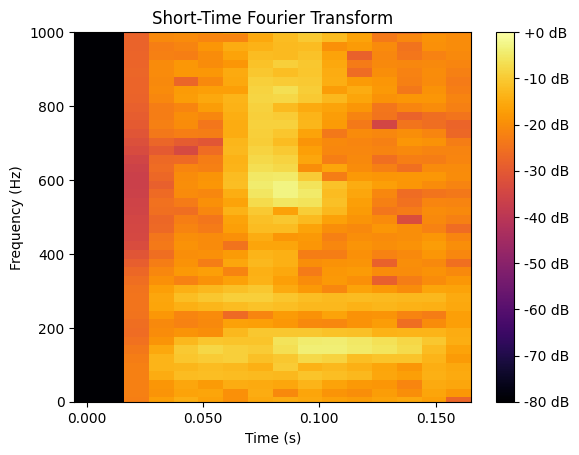 Short-Time Fourier Transform
Frequency (Hz)
1000
800
600
400
200
0
0.000
0.050
0.100
0.150
Time (s)
+0 dB
-10 dB
-20 dB
-30 dB
-40 dB
-50 dB
-60 dB
-70 dB
-80 dB